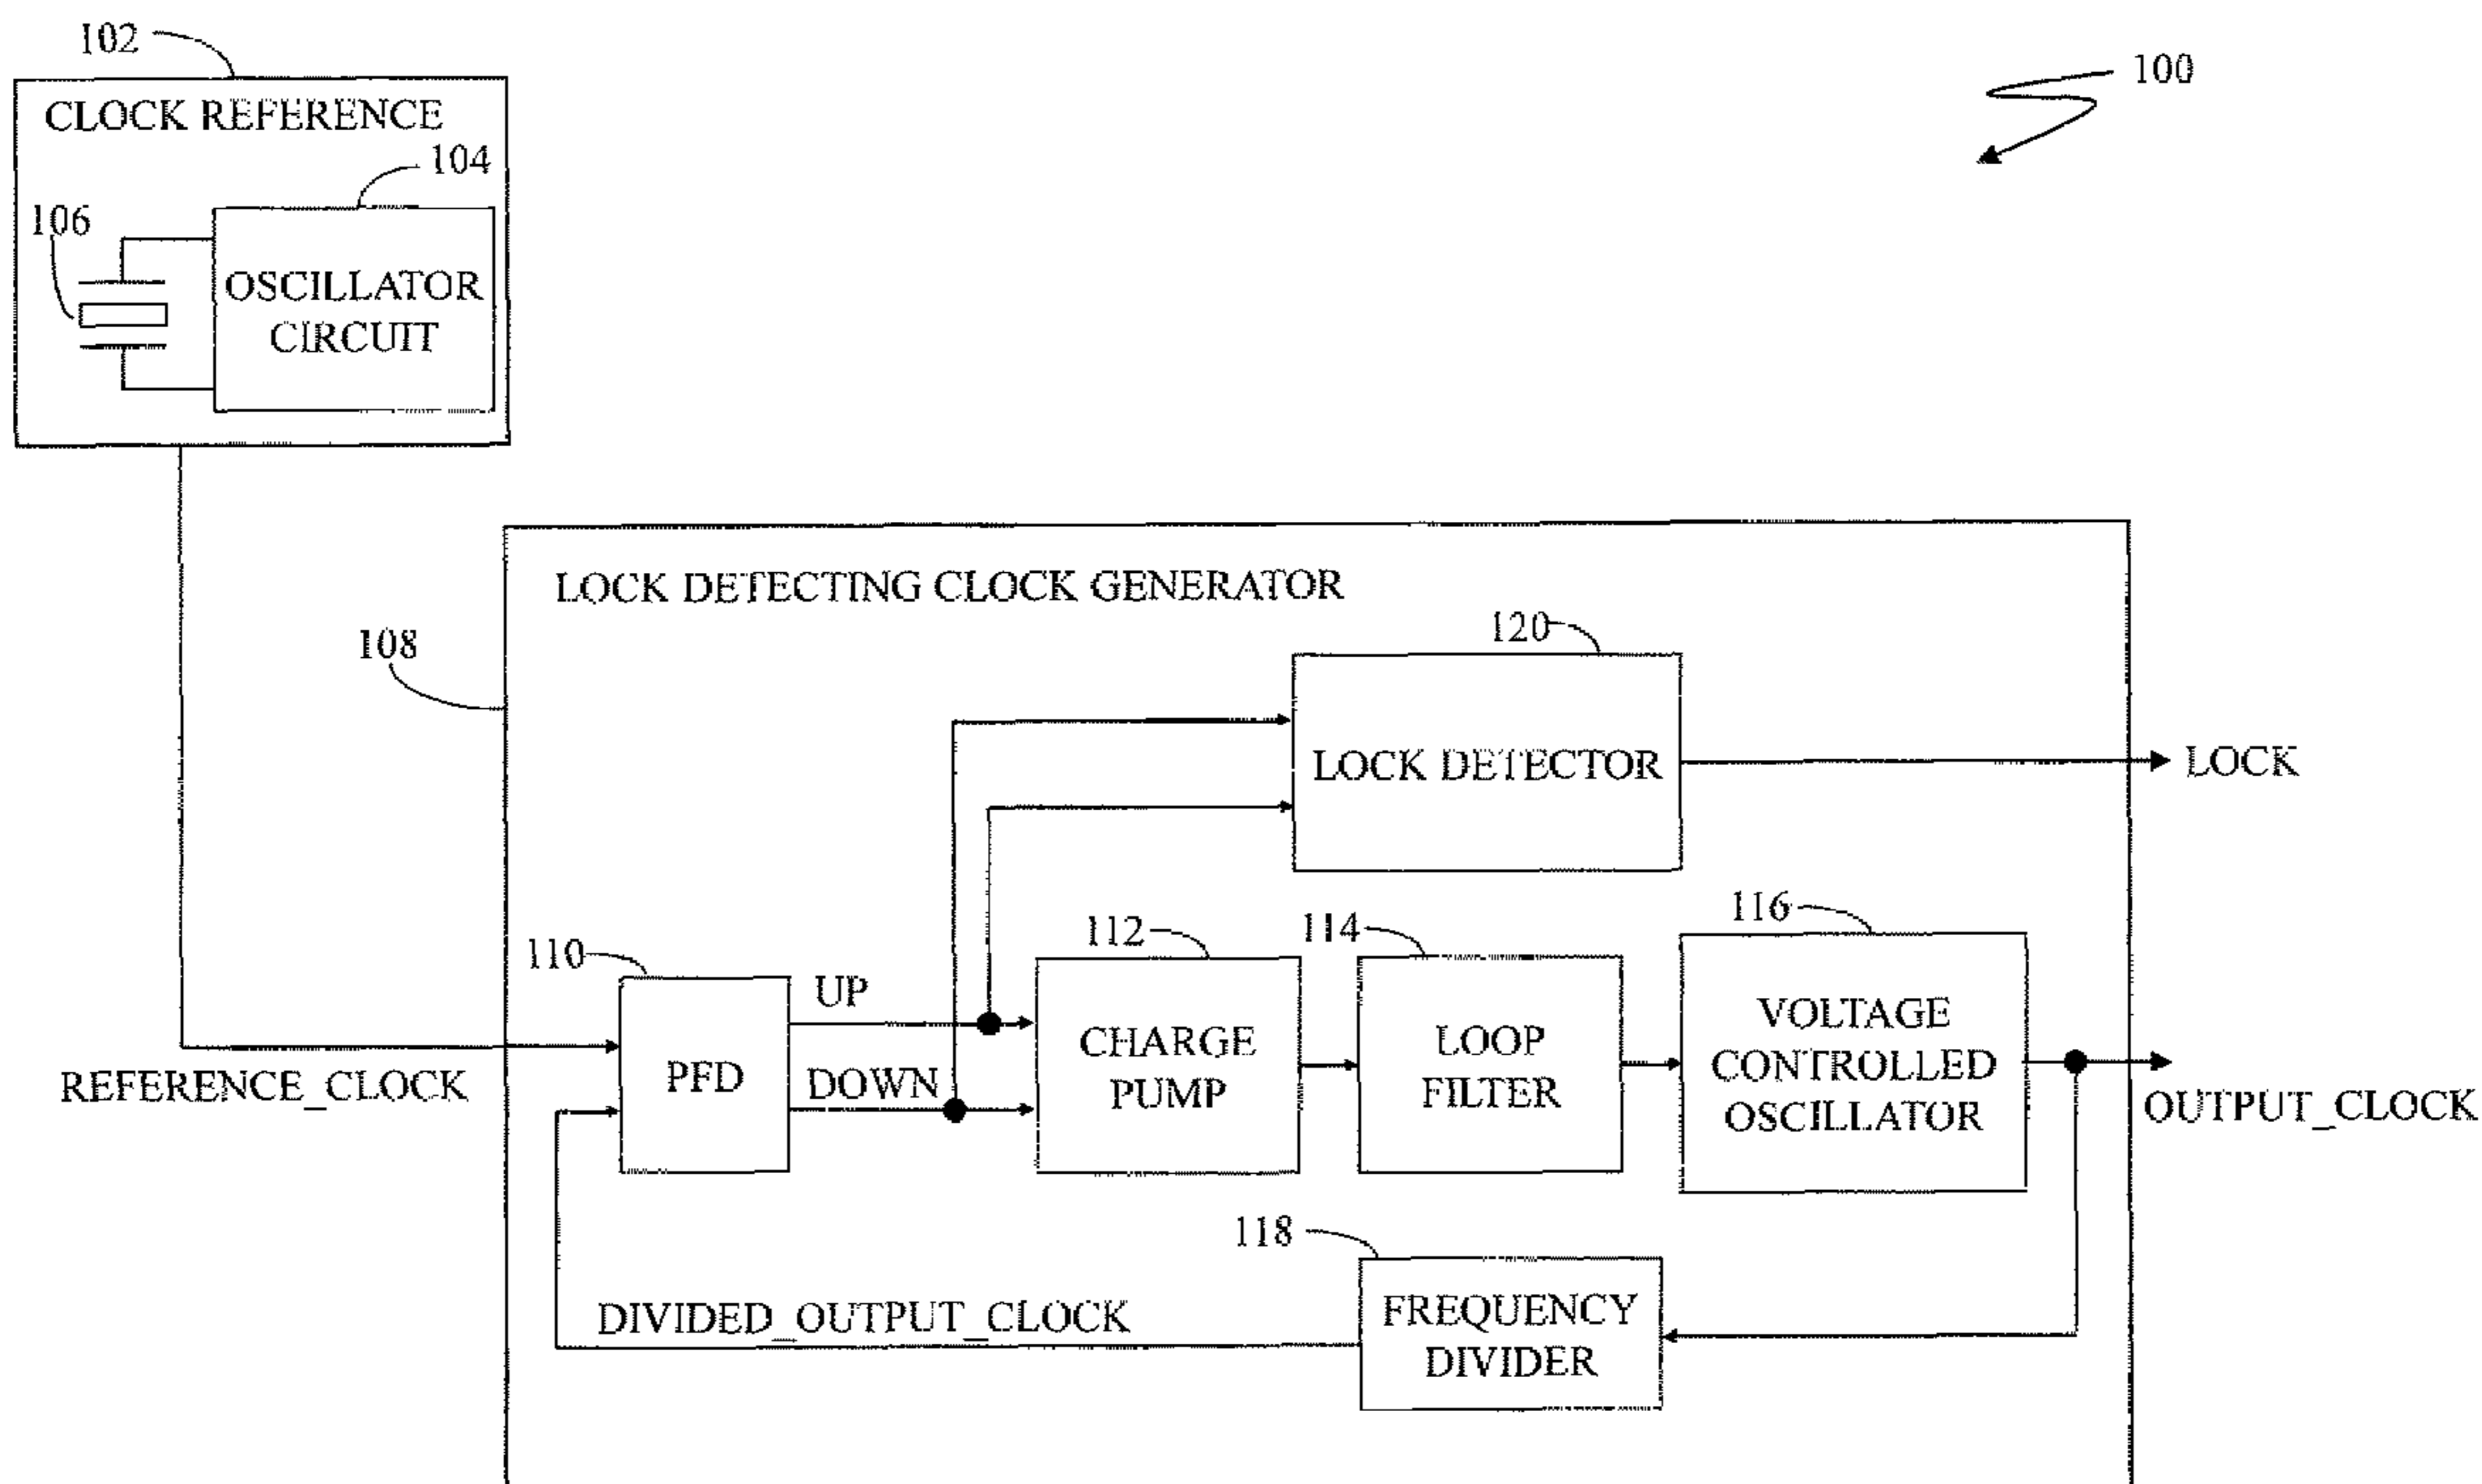 102
100
CLOCK REFERENCE
104
106
OSCILLATOR
CIRCUIT
LOCK DETECTING CLOCK GENERATOR
108
120
LOCK DETECTOR
LOCK
110
UP
DOWN
PFD
REFERENCE_CLOCK
112
CHARGE
PUMP
114
LOOP
FILTER
116
VOLTAGE
CONTROLLED
OSCILLATOR
OUTPUT_CLOCK
118
FREQUENCY
DIVIDER
DIVIDED_OUTPUT_CLOCK